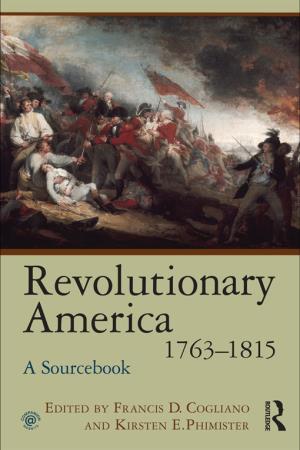 Revolutionary
America
1763–1815
A Sourcebook
Edited by Francis D. Cogliano
and Kirsten E. Phimister
ROUTLEDGE